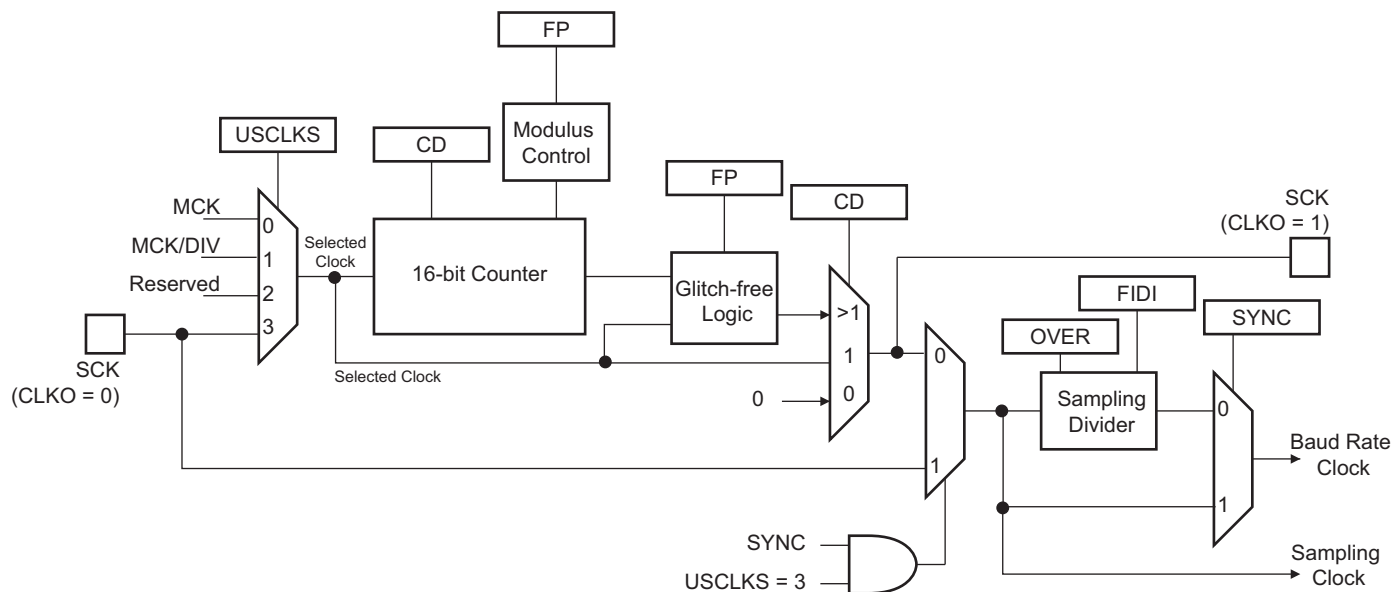 FP
USCLKS
CD
Modulus
Control
FP
CD
SCK
(CLKO = 1)
MCK
0
MCK/DIV
1
Reserved
2
3
Selected
Clock
16-bit Counter
Glitch-free
Logic
>1
1
0
0
FIDI
OVER
SYNC
SCK
(CLKO = 0)
Selected Clock
0
1
Sampling
Divider
0
1
Baud Rate
Clock
SYNC
USCLKS = 3
Sampling
Clock